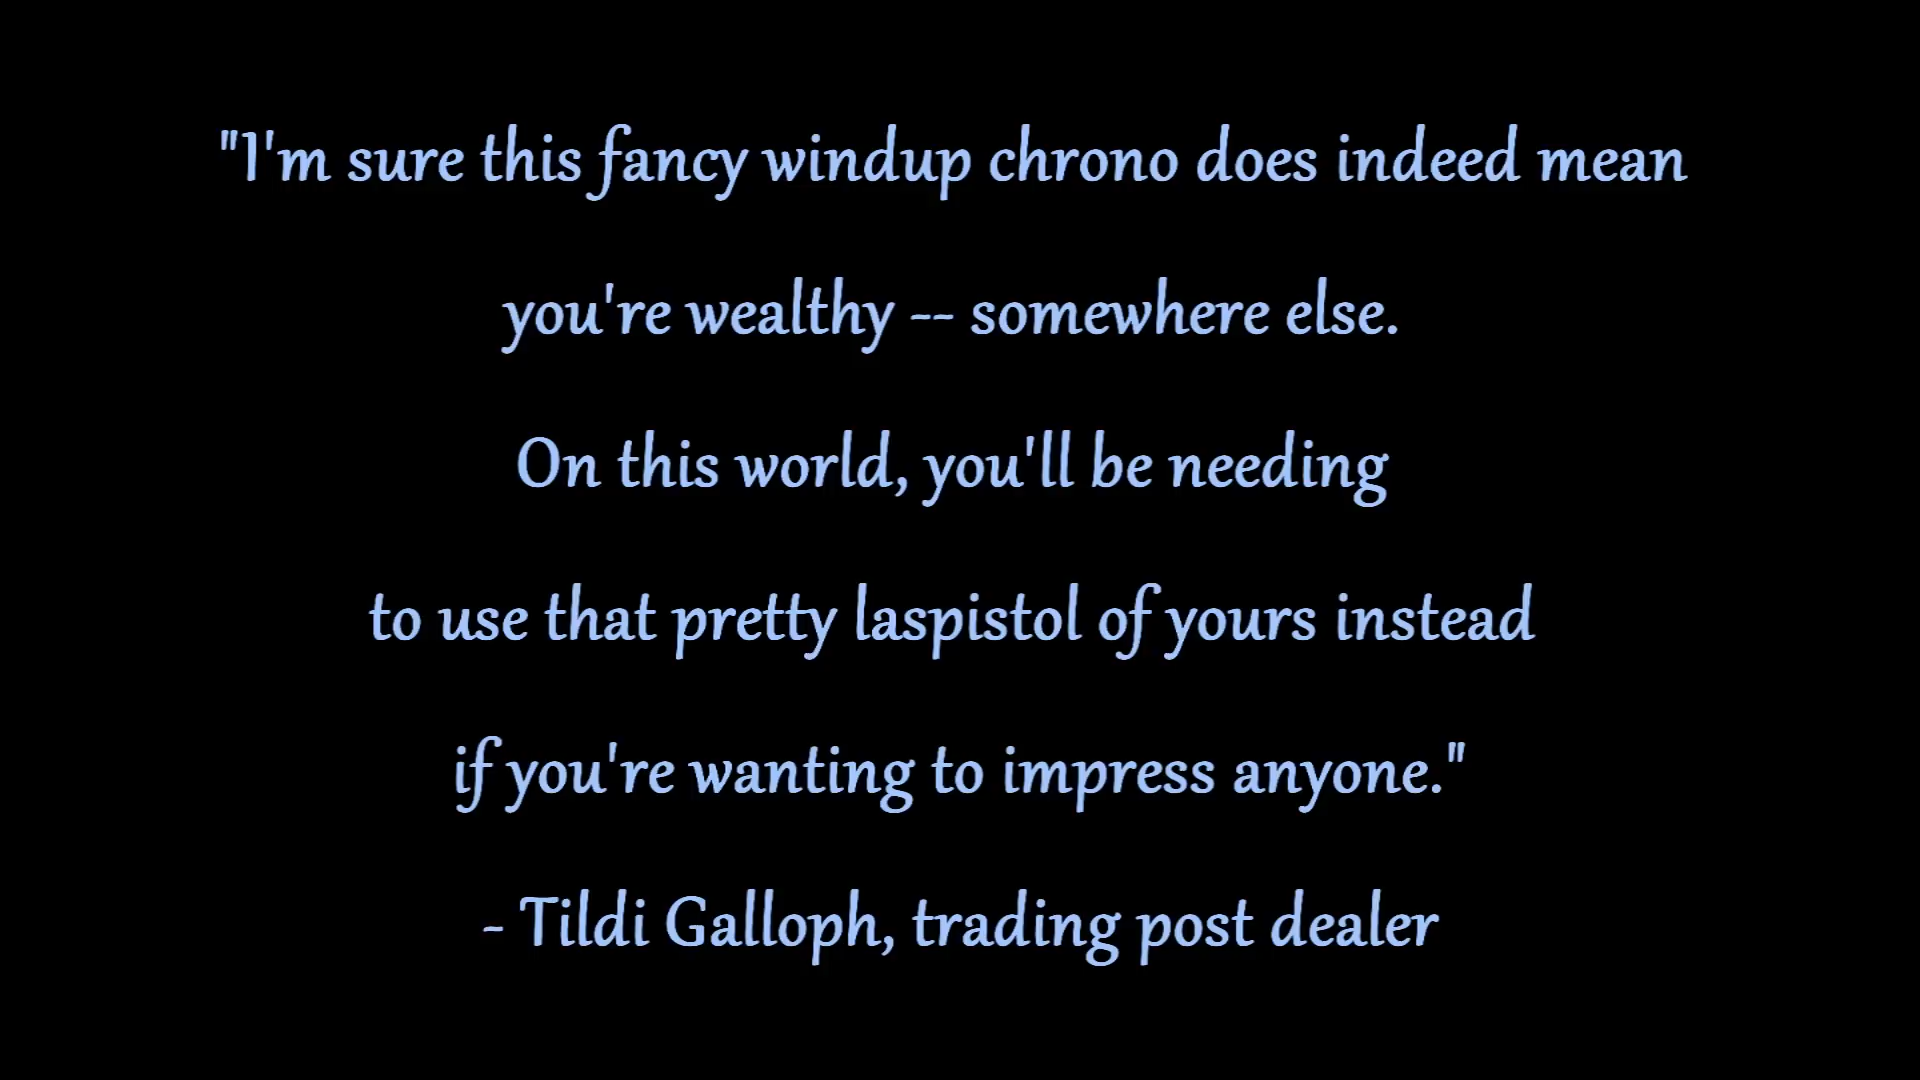 "I'm sure this fancy windup chrono does indeed mean
you're wealthy -- somewhere else.
On this world, you'll be needing
to use that pretty laspistol of yours instead
if you're wanting to impress anyone."
- Tildi Galloph, trading post dealer